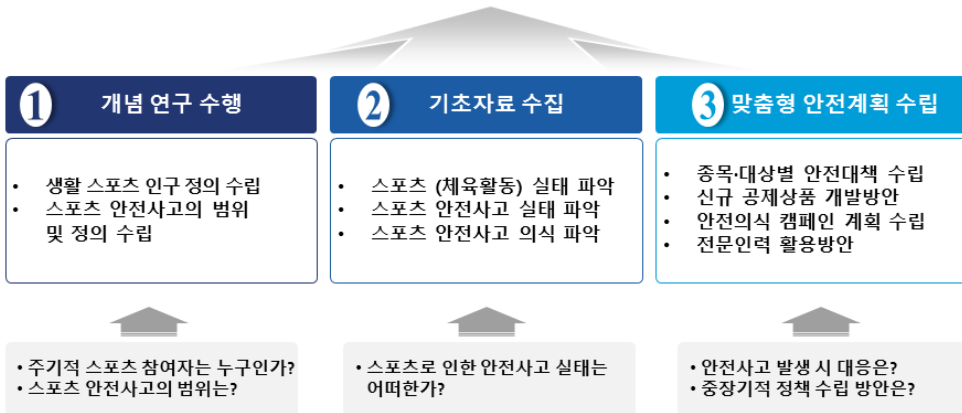 1 개념 연구 수행
• 생활 스포츠 인구 정의 수립
• 스포츠 안전사고의 범위
및 정의 수립
• 주기적 스포츠 참여자는 누구인가?
• 스포츠 안전사고의 범위는?
2 기초자료 수집
• 스포츠 (체육활동) 실태 파악
• 스포츠 안전사고 실태 파악
• 스포츠 안전사고 의식 파악
• 스포츠로 인한 안전사고 실태는
어떠한가?
3 맞춤형 안전계획 수립
• 종목·대상별 안전대책 수립
• 신규 공제상품 개발방안
• 안전의식 캠페인 계획 수립
• 전문인력 활용방안
• 안전사고 발생 시 대응은?
• 중장기적 정책 수립 방안은?